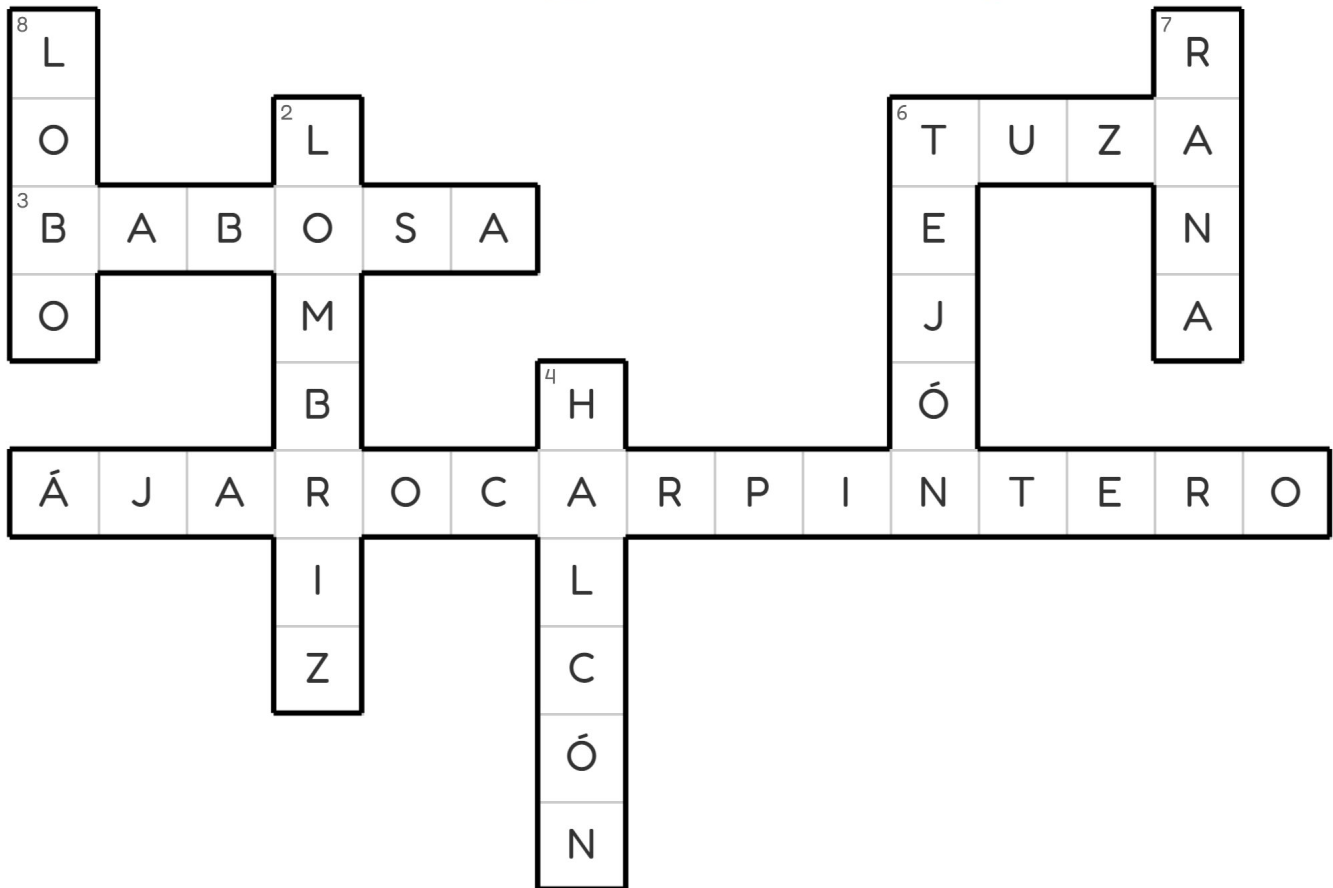 8 L 7 R
O 2 L 6 T U Z A
3 B A B O S A E N
O M J A
B 4 H Ó
Á J A R O C A R P I N T E R O
I L
Z C
Ó
N